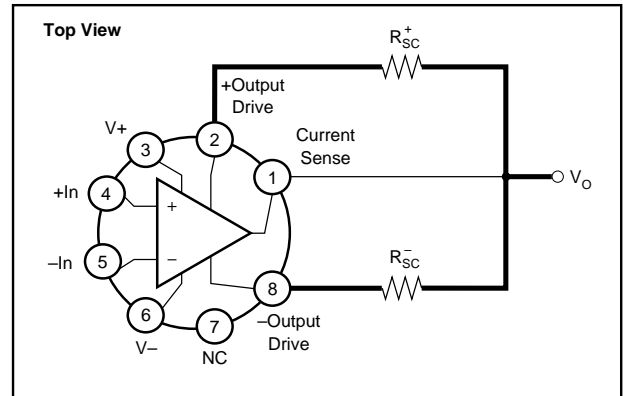 Top View
R+SC
+Output
Drive
V+
3
2
Current
Sense
1
+In
4
+
VO
–In
5
–
R–SC
8
6
7
–Output
Drive
V–
NC